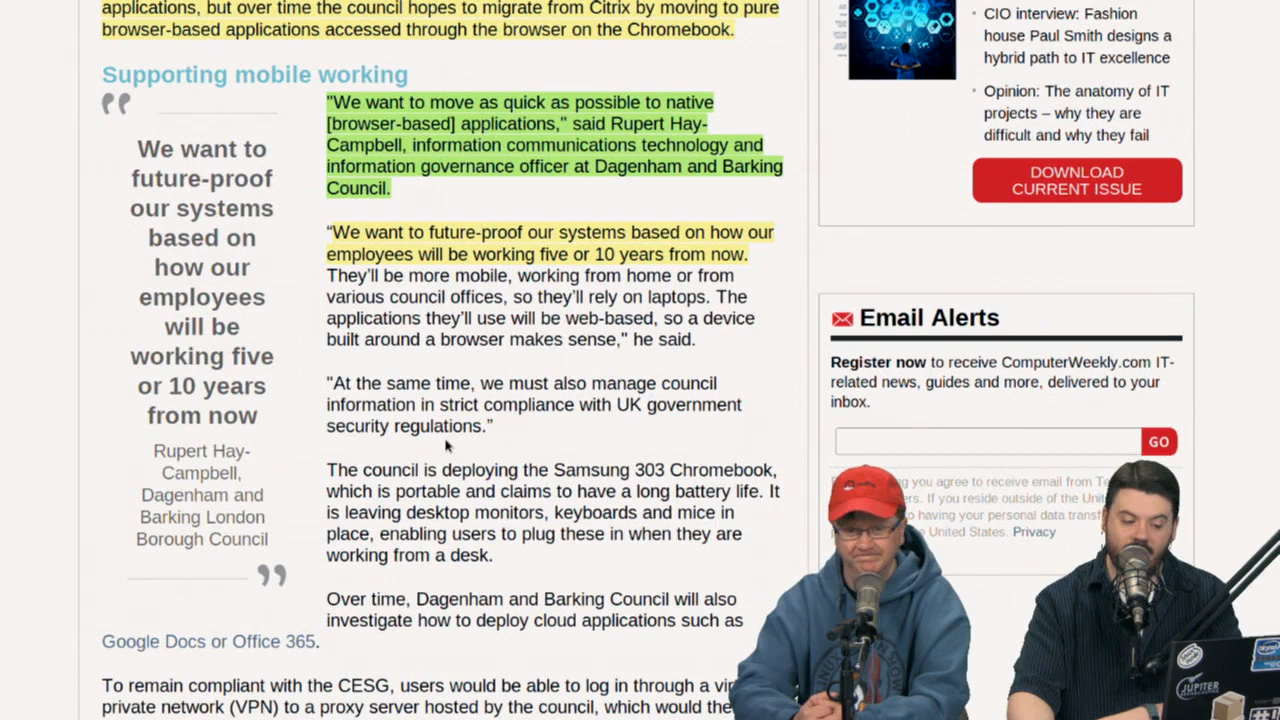 applications, but over time the council hopes to migrate from Citrix by moving to pure
browser-based applications accessed through the browser on the Chromebook.
Supporting mobile working
We want to
future-proof
our systems
based on
how our
employees
will be
working five
or 10 years
from now
Rupert Hay-
Campbell,
Dagenham and
Barking London
Borough Council
"We want to move as quick as possible to native
[browser-based] applications," said Rupert Hay-
Campbell, information communications technology and
information governance officer at Dagenham and Barking
Council.
“We want to future-proof our systems based on how our
employees will be working five or 10 years from now.
They’ll be more mobile, working from home or from
various council offices, so they’ll rely on laptops. The
applications they’ll use will be web-based, so a device
built around a browser makes sense," he said.
"At the same time, we must also manage council
information in strict compliance with UK government
security regulations.”
The council is deploying the Samsung 303 Chromebook,
which is portable and claims to have a long battery life. It
is leaving desktop monitors, keyboards and mice in
place, enabling users to plug these in when they are
working from a desk.
Over time, Dagenham and Barking Council will also
investigate how to deploy cloud applications such as
Google Docs or Office 365.
To remain compliant with the CESG, users would be able to log in through a
private network (VPN) to a proxy server hosted by the council, which would
CIO interview: Fashion
house Paul Smith designs a
hybrid path to IT excellence
Opinion: The anatomy of IT
projects – why they are
difficult and why they fail
DOWNLOAD
CURRENT ISSUE
Email Alerts
Register now to receive ComputerWeekly.com IT-
related news, guides and more, delivered to your
inbox.
GO
you agree to receive email from
If you reside outside of the
having your personal data
United States. Privacy
JUPITER